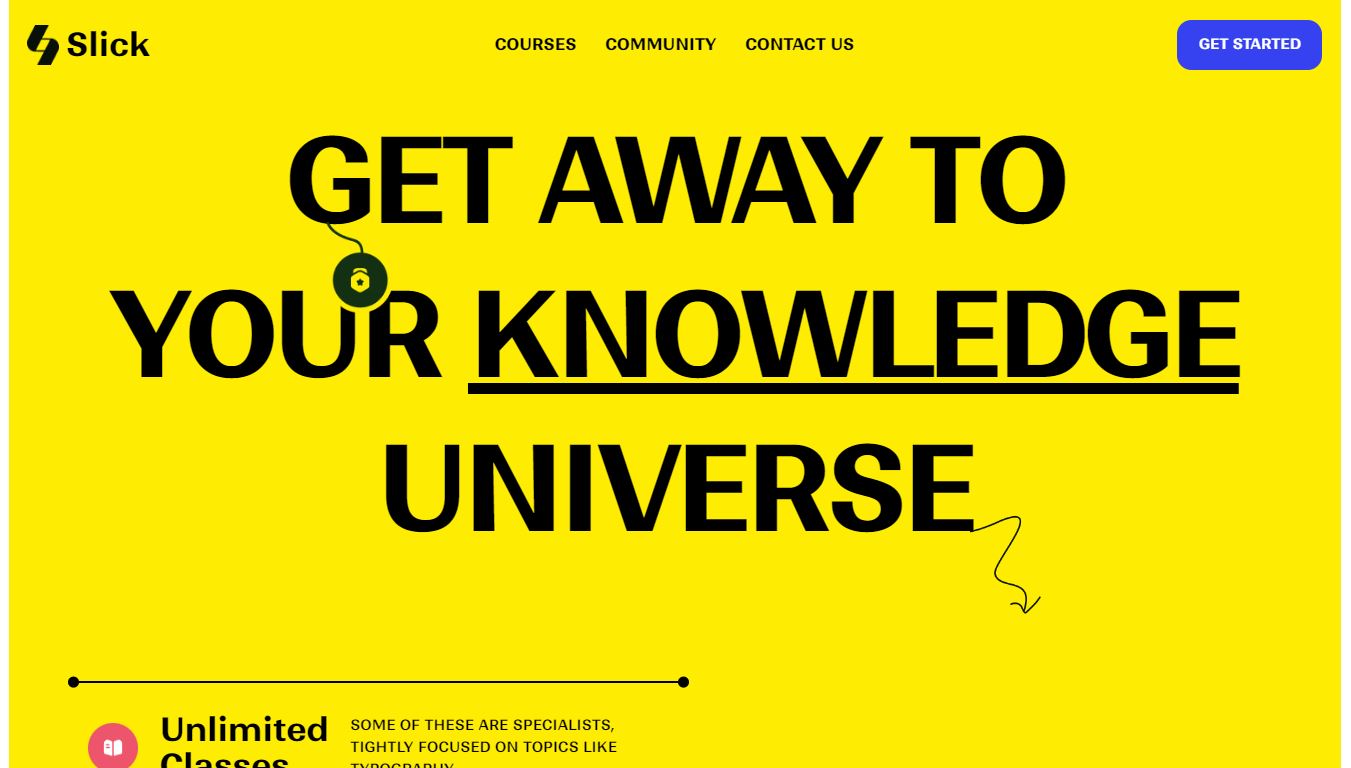 Slick
COURSES COMMUNITY CONTACT US
GET STARTED
GET AWAY TO
YOUR KNOWLEDGE
UNIVERSE
Unlimited
Classes
SOME OF THESE ARE SPECIALISTS,
TIGHTLY FOCUSED ON TOPICS LIKE
TYPOGRAPHY